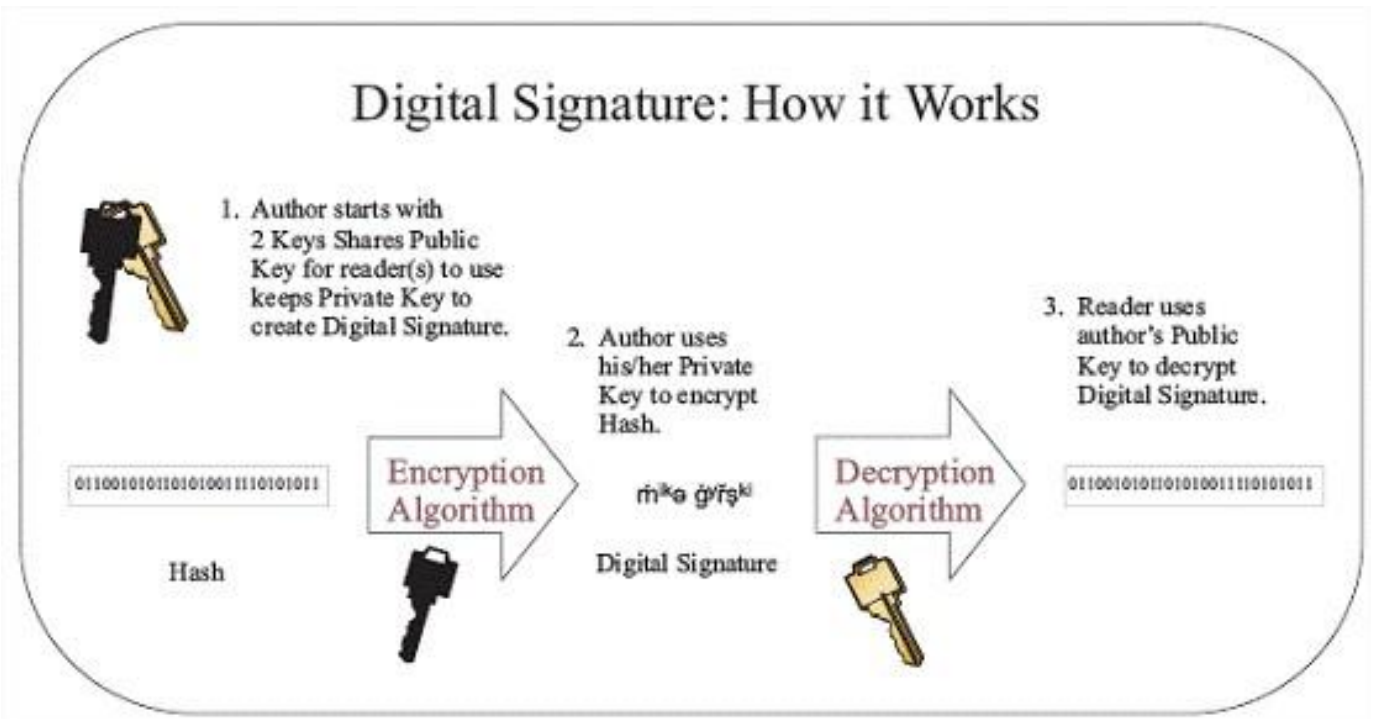 Digital Signature: How it Works
1. Author starts with
2 Keys Shares Public
Key for reader(s) to use
keeps Private Key to
create Digital Signature.
2. Author uses
his/her Private
Key to encrypt
Hash.
3. Reader uses
author's Public
Key to decrypt
Digital Signature.
0110010101101010011110101011
Encryption
Algorithm
Decryption
Algorithm
0110010101101010011110101011
Hash
Digital Signature